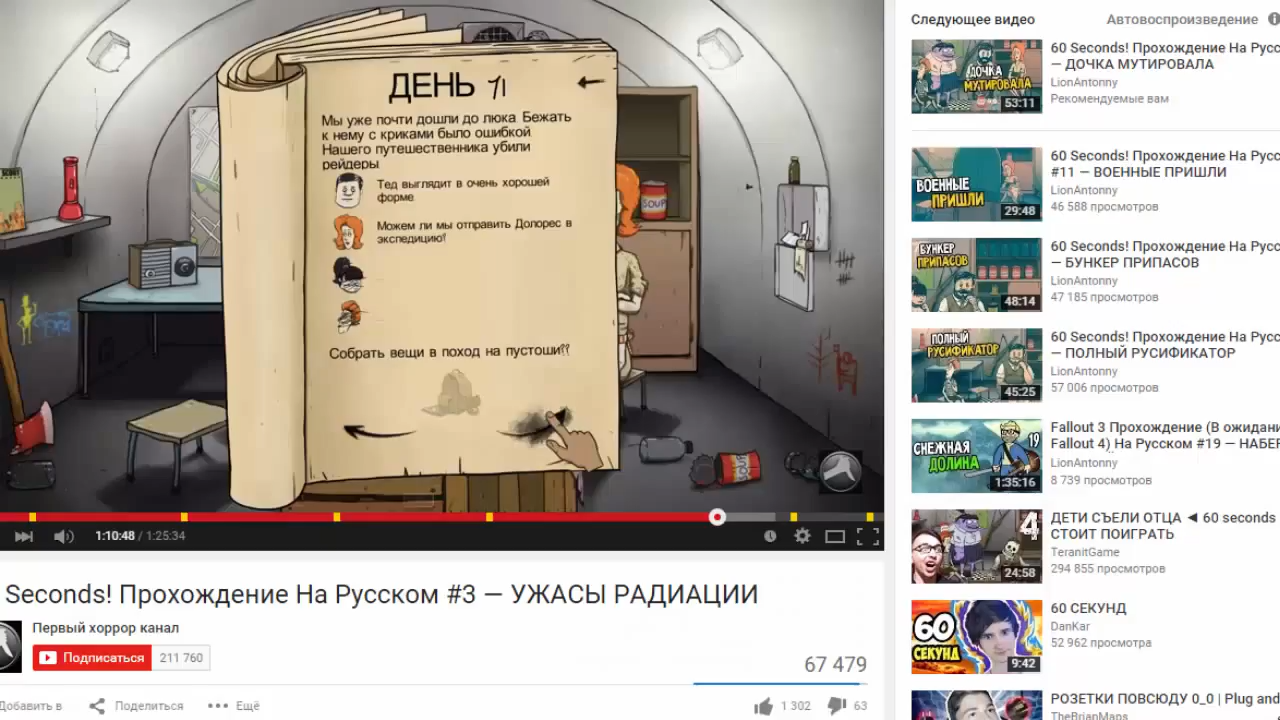 ДЕНЬ 71
Мы уже почти дошли до люка Бежать
к нему с криками было ошибкой
Нашего путешественника убили
рейдеры
Тед выглядит в очень хорошей
форме
Можем ли мы отправить Долорес в
экспедицию?
Собрать вещи в поход на пустоши??
SOUP
SOUP
1:10:48 / 1:25:34
Seconds! Прохождение На Русском #3 — УЖАСЫ РАДИАЦИИ
Первый хоррор канал
Подписаться 211 760
67 479
Добавить в Поделиться Ещё 1 302 63
Следующее видео Автовоспроизведение
ДОЧКА
МУТИРОВАЛА
53:11
60 Seconds! Прохождение На Русс
— ДОЧКА МУТИРОВАЛА
LionAntonny
Рекомендуемые вам
ВОЕННЫЕ
ПРИШЛИ
29:48
60 Seconds! Прохождение На Русс
#11 — ВОЕННЫЕ ПРИШЛИ
LionAntonny
46 588 просмотров
БУНКЕР
ПРИПАСОВ
48:14
60 Seconds! Прохождение На Русс
— БУНКЕР ПРИПАСОВ
LionAntonny
47 185 просмотров
ПОЛНЫЙ
РУСИФИКАТОР
45:25
60 Seconds! Прохождение На Русс
— ПОЛНЫЙ РУСИФИКАТОР
LionAntonny
57 006 просмотров
СНЕЖНАЯ
ДОЛИНА
19
1:35:16
Fallout 3 Прохождение (В ожидани
Fallout 4) На Русском #19 — НАБЕР
LionAntonny
8 739 просмотров
4
24:58
ДЕТИ СЪЕЛИ ОТЦА ◄ 60 seconds
СТОИТ ПОИГРАТЬ
TeranitGame
294 855 просмотров
60
СЕКУНД
9:42
60 СЕКУНД
DanKar
52 962 просмотра
РОЗЕТКИ ПОВСЮДУ 0_0 | Plug and
TheBrianMaps